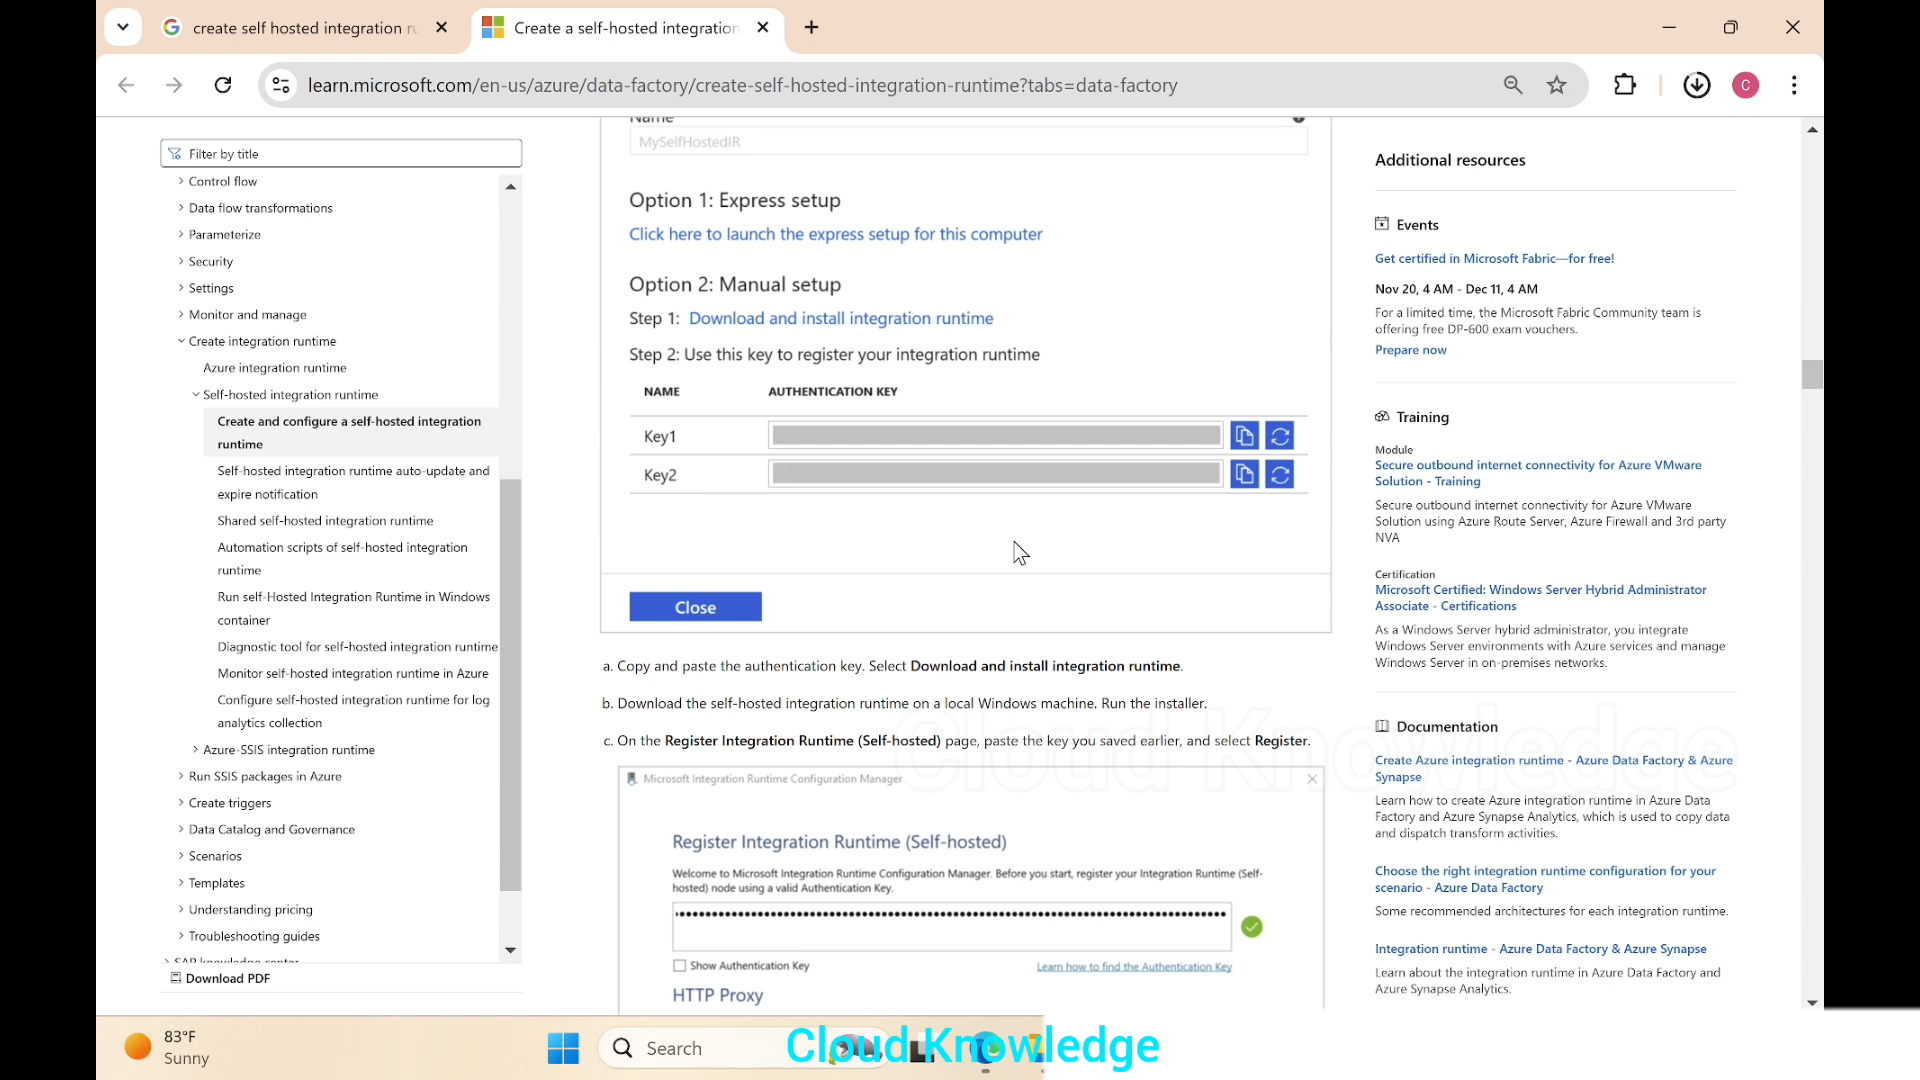 create self hosted integration ru
Create a self-hosted integration
learn.microsoft.com/en-us/azure/data-factory/create-self-hosted-integration-runtime?tabs=data-factory
C
Filter by title
Control flow
Data flow transformations
Parameterize
Security
Settings
Monitor and manage
Create integration runtime
Azure integration runtime
Self-hosted integration runtime
Create and configure a self-hosted integration
runtime
Self-hosted integration runtime auto-update and
expire notification
Shared self-hosted integration runtime
Automation scripts of self-hosted integration
runtime
Run self-Hosted Integration Runtime in Windows
container
Diagnostic tool for self-hosted integration runtime
Monitor self-hosted integration runtime in Azure
Configure self-hosted integration runtime for log
analytics collection
Azure-SSIS integration runtime
Run SSIS packages in Azure
Create triggers
Data Catalog and Governance
Scenarios
Templates
Understanding pricing
Troubleshooting guides
SAP knowledge center
Download PDF
Name
MySelfHostedIR
Option 1: Express setup
Click here to launch the express setup for this computer
Option 2: Manual setup
Step 1: Download and install integration runtime
Step 2: Use this key to register your integration runtime
NAME AUTHENTICATION KEY
Key1
Key2
Close
a. Copy and paste the authentication key. Select Download and install integration runtime.
b. Download the self-hosted integration runtime on a local Windows machine. Run the installer.
c. On the Register Integration Runtime (Self-hosted) page, paste the key you saved earlier, and select Register.
Microsoft Integration Runtime Configuration Manager
Register Integration Runtime (Self-hosted)
Welcome to Microsoft Integration Runtime Configuration Manager. Before you start, register your Integration Runtime (Self-
hosted) node using a valid Authentication Key.
Show Authentication Key
Learn how to find the Authentication Key
HTTP Proxy
Additional resources
Events
Get certified in Microsoft Fabric—for free!
Nov 20, 4 AM - Dec 11, 4 AM
For a limited time, the Microsoft Fabric Community team is
offering free DP-600 exam vouchers.
Prepare now
Training
Module
Secure outbound internet connectivity for Azure VMware
Solution - Training
Secure outbound internet connectivity for Azure VMware
Solution using Azure Route Server, Azure Firewall and 3rd party
NVA
Certification
Microsoft Certified: Windows Server Hybrid Administrator
Associate - Certifications
As a Windows Server hybrid administrator, you integrate
Windows Server environments with Azure services and manage
Windows Server in on-premises networks.
Documentation
Create Azure integration runtime - Azure Data Factory & Azure
Synapse
Learn how to create Azure integration runtime in Azure Data
Factory and Azure Synapse Analytics, which is used to copy data
and dispatch transform activities.
Choose the right integration runtime configuration for your
scenario - Azure Data Factory
Some recommended architectures for each integration runtime.
Integration runtime - Azure Data Factory & Azure Synapse
Learn about the integration runtime in Azure Data Factory and
Azure Synapse Analytics.
Cloud Knowledge
83°F
Sunny
Search
Cloud Knowledge